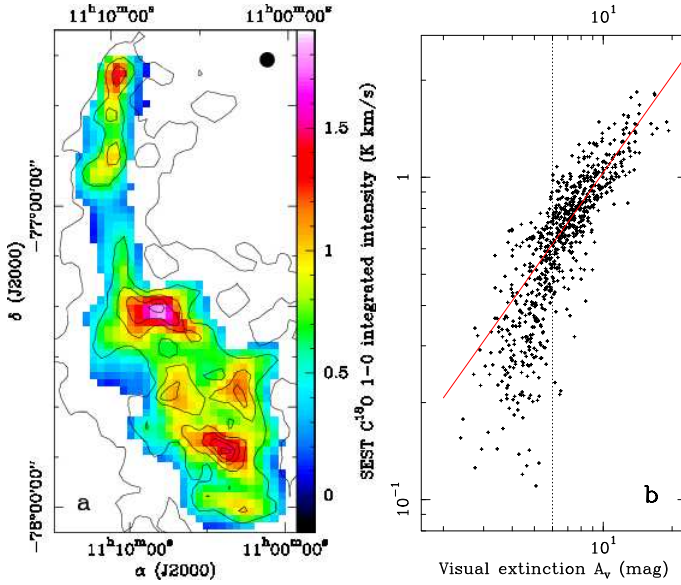 11ʰ10ᵐ00ˢ 11ʰ00ᵐ00ˢ
10¹
-77°00'00"
-78°00'00"
δ (J2000)
1.5
1
0.5
0
SEST C¹⁸O 1-0 integrated intensity (K km/s)
1
10⁻¹
a
b
11ʰ10ᵐ00ˢ 11ʰ00ᵐ00ˢ
α (J2000)
10¹
Visual extinction Aᵥ (mag)